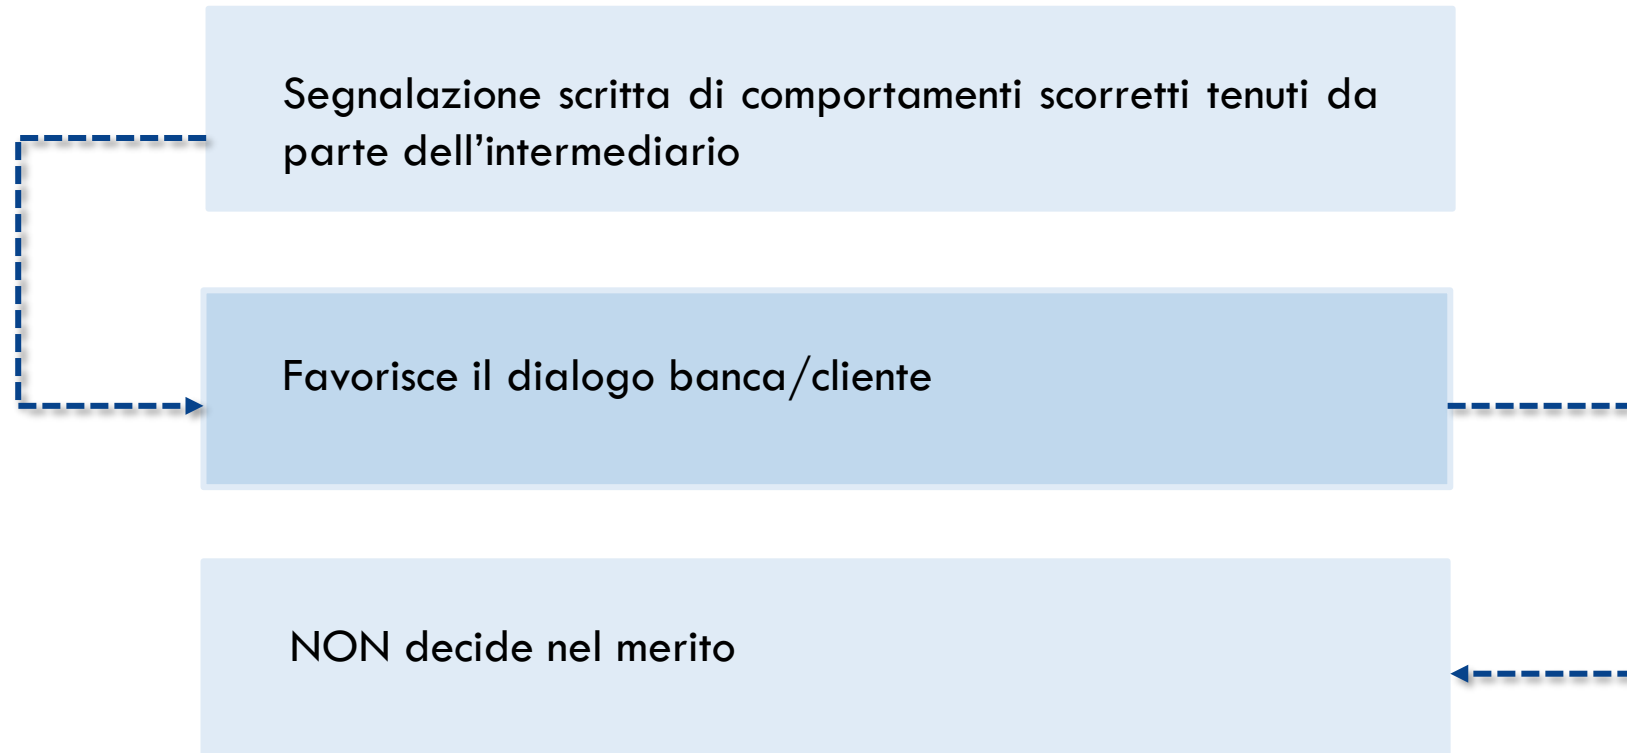 Segnalazione scritta di comportamenti scorretti tenuti da
parte dell’intermediario
Favorisce il dialogo banca/cliente
NON decide nel merito